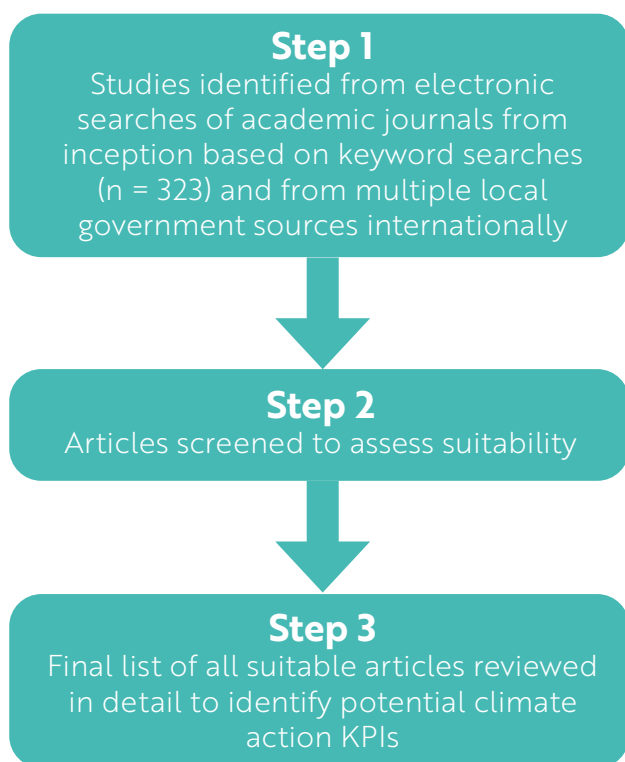 Step 1
Studies identified from electronic
searches of academic journals from
inception based on keyword searches
(n = 323) and from multiple local
government sources internationally
Step 2
Articles screened to assess suitability
Step 3
Final list of all suitable articles reviewed
in detail to identify potential climate
action KPIs